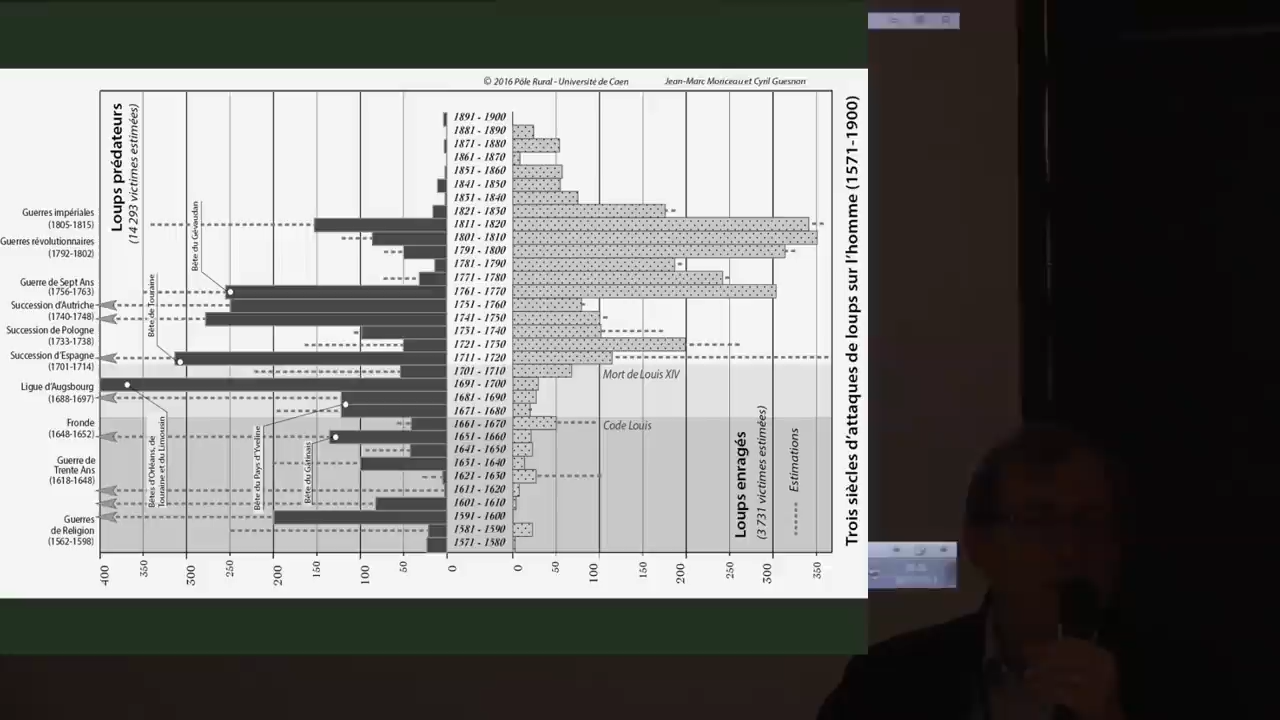 © 2016 Pôle Rural - Université de Caen
Jean-Marc Moriceau et Cyril Guesnon
Trois siècles d'attaques de loups sur l'homme (1571-1900)
Loups prédateurs
(14 293 victimes estimées)
Guerres impériales
(1805-1815)
Guerres révolutionnaires
(1792-1802)
Guerre de Sept Ans
(1756-1763)
Succession d'Autriche
(1740-1748)
Succession de Pologne
(1733-1738)
Succession d'Espagne
(1701-1714)
Ligue d'Augsbourg
(1688-1697)
Fronde
(1648-1652)
Guerre de
Trente Ans
(1618-1648)
Guerres
de Religion
(1562-1598)
Bête du Gévaudan
Bête de Touraine
Bêtes d'Orléans, de
Touraine et du Limousin
Bête du Pays d'Yveline
Bête du Gâtinais
1891 - 1900
1881 - 1890
1871 - 1880
1861 - 1870
1851 - 1860
1841 - 1850
1831 - 1840
1821 - 1830
1811 - 1820
1801 - 1810
1791 - 1800
1781 - 1790
1771 - 1780
1761 - 1770
1751 - 1760
1741 - 1750
1731 - 1740
1721 - 1730
1711 - 1720
1701 - 1710
1691 - 1700
1681 - 1690
1671 - 1680
1661 - 1670
1651 - 1660
1641 - 1650
1631 - 1640
1621 - 1630
1611 - 1620
1601 - 1610
1591 - 1600
1581 - 1590
1571 - 1580
Mort de Louis XIV
Code Louis
Loups enragés
(3 731 victimes estimées)
Estimations
400 350 300 250 200 150 100 50 0
0 50 100 150 200 250 300 350